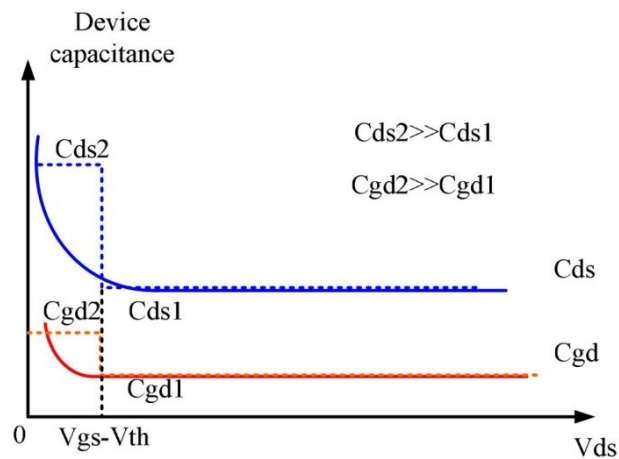 Device
capacitance
Cds2>>Cds1
Cds2
Cgd2>>Cgd1
Cds
Cgd2
Cds1
Cgd
Cgd1
0
Vgs-Vth
Vds